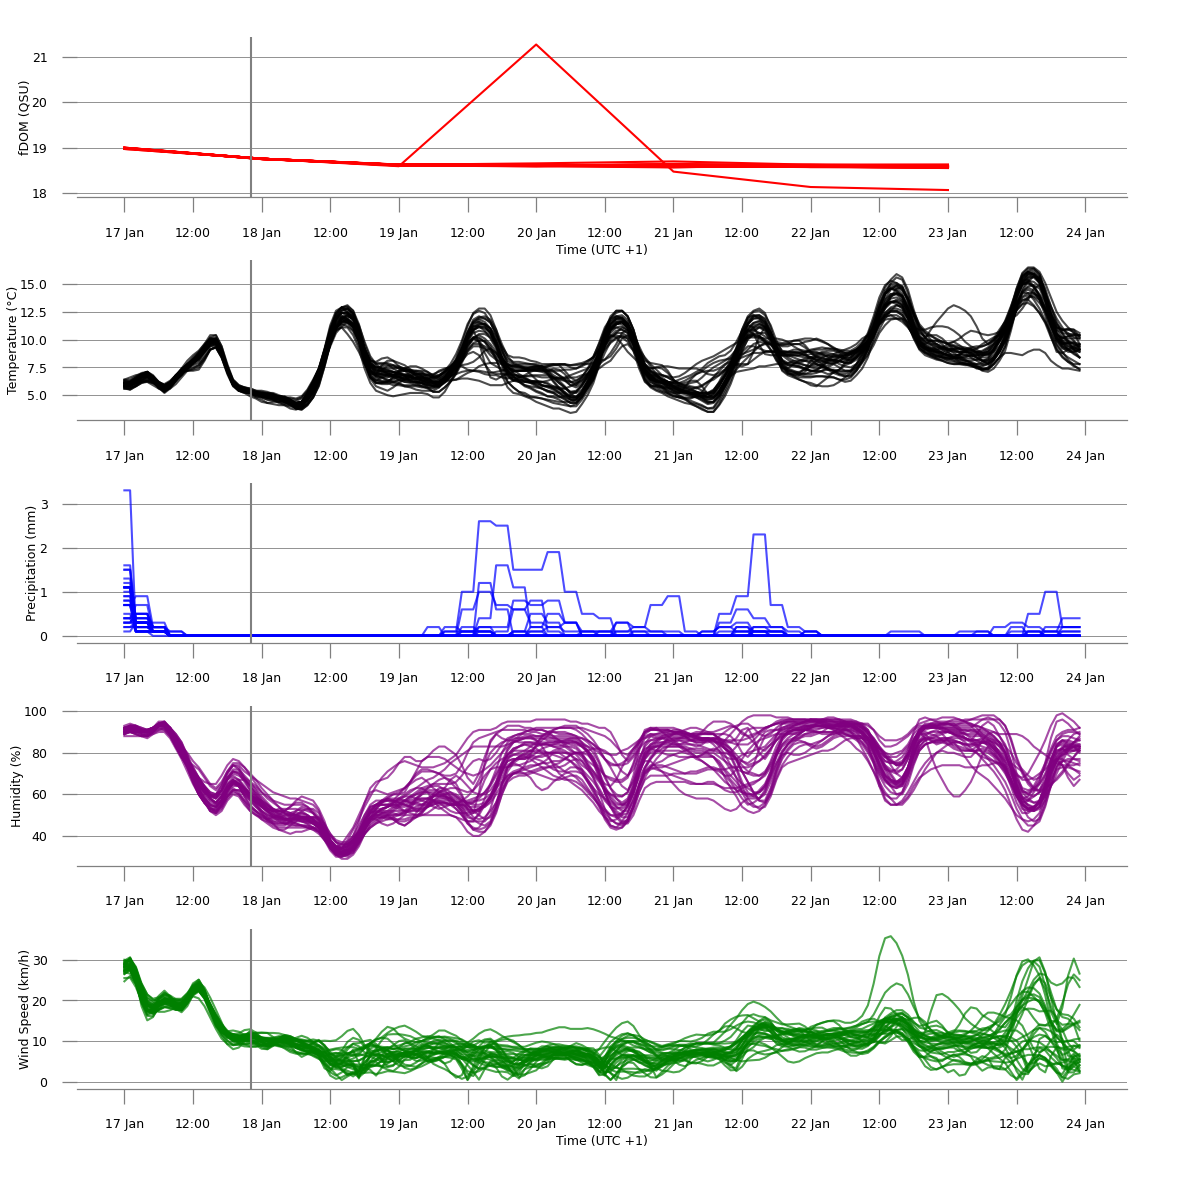 fDOM (QSU)
21
20
19
18
17 Jan 12:00 18 Jan 12:00 19 Jan 12:00 20 Jan 12:00 21 Jan 12:00 22 Jan 12:00 23 Jan 12:00 24 Jan
Time (UTC +1)
Temperature (°C)
15.0
12.5
10.0
7.5
5.0
17 Jan 12:00 18 Jan 12:00 19 Jan 12:00 20 Jan 12:00 21 Jan 12:00 22 Jan 12:00 23 Jan 12:00 24 Jan
Precipitation (mm)
3
2
1
0
17 Jan 12:00 18 Jan 12:00 19 Jan 12:00 20 Jan 12:00 21 Jan 12:00 22 Jan 12:00 23 Jan 12:00 24 Jan
Humidity (%)
100
80
60
40
17 Jan 12:00 18 Jan 12:00 19 Jan 12:00 20 Jan 12:00 21 Jan 12:00 22 Jan 12:00 23 Jan 12:00 24 Jan
Wind Speed (km/h)
30
20
10
0
17 Jan 12:00 18 Jan 12:00 19 Jan 12:00 20 Jan 12:00 21 Jan 12:00 22 Jan 12:00 23 Jan 12:00 24 Jan
Time (UTC +1)